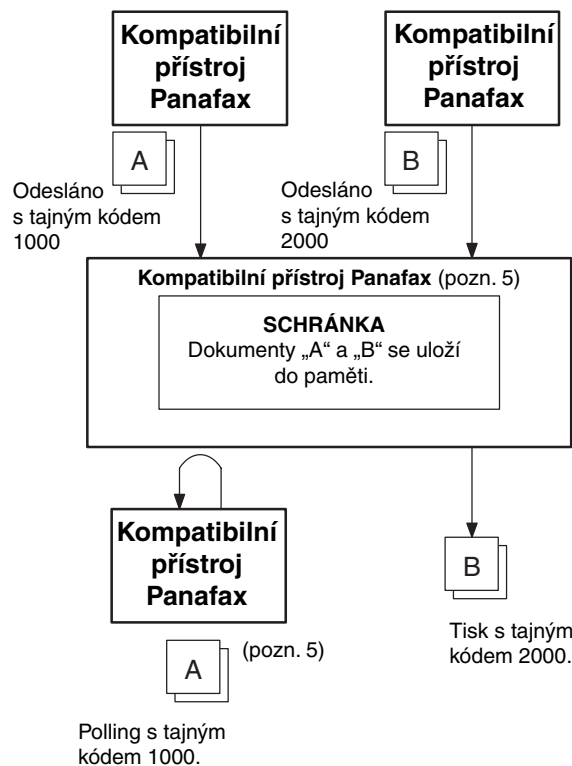 Kompatibilní
přístroj
Panafax
Kompatibilní
přístroj
Panafax
A
B
Odesláno
s tajným kódem
1000
Odesláno
s tajným kódem
2000
Kompatibilní přístroj Panafax (pozn. 5)
SCHRÁNKA
Dokumenty „A“ a „B“ se uloží
do paměti.
Kompatibilní
přístroj
Panafax
B
A
(pozn. 5)
Tisk s tajným
kódem 2000.
Polling s tajným
kódem 1000.